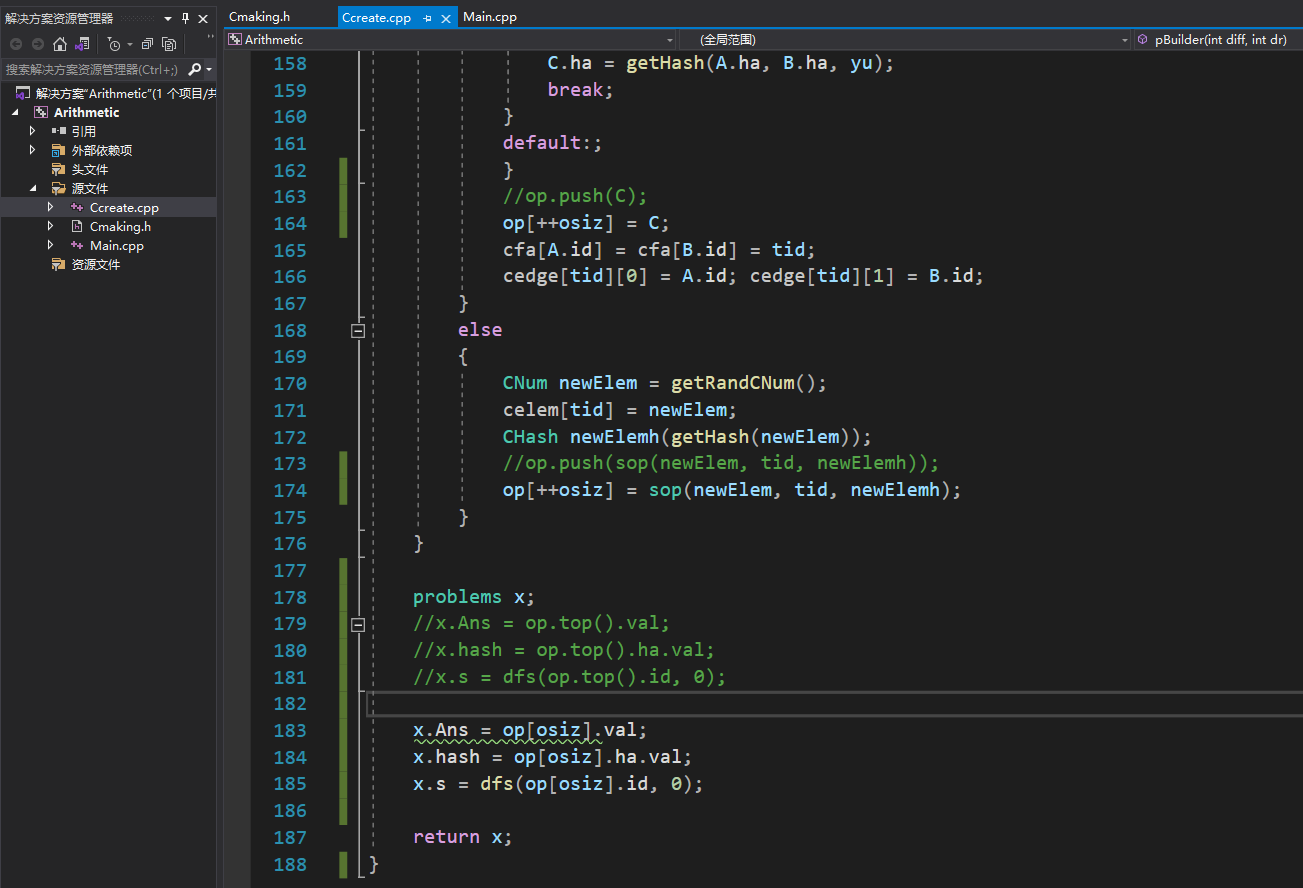 解决方案资源管理器
搜索解决方案资源管理器(Ctrl+;)
解决方案"Arithmetic"(1 个项目/共
Arithmetic
引用
外部依赖项
头文件
源文件
Ccreate.cpp
Cmaking.h
Main.cpp
资源文件
Cmaking.h Ccreate.cpp Main.cpp
Arithmetic (全局范围) pBuilder(int diff, int dr)
158 C.ha = getHash(A.ha, B.ha, yu);
159 break;
160 }
161 default:;
162 }
163 //op.push(C);
164 op[++osiz] = C;
165 cfa[A.id] = cfa[B.id] = tid;
166 cedge[tid][0] = A.id; cedge[tid][1] = B.id;
167 }
168 else
169 {
170 CNum newElem = getRandCNum();
171 celem[tid] = newElem;
172 CHash newElemh(getHash(newElem));
173 //op.push(sop(newElem, tid, newElemh));
174 op[++osiz] = sop(newElem, tid, newElemh);
175 }
176 }
177
178 problems x;
179 //x.Ans = op.top().val;
180 //x.hash = op.top().ha.val;
181 //x.s = dfs(op.top().id, 0);
182
183 x.Ans = op[osiz].val;
184 x.hash = op[osiz].ha.val;
185 x.s = dfs(op[osiz].id, 0);
186
187 return x;
188 }